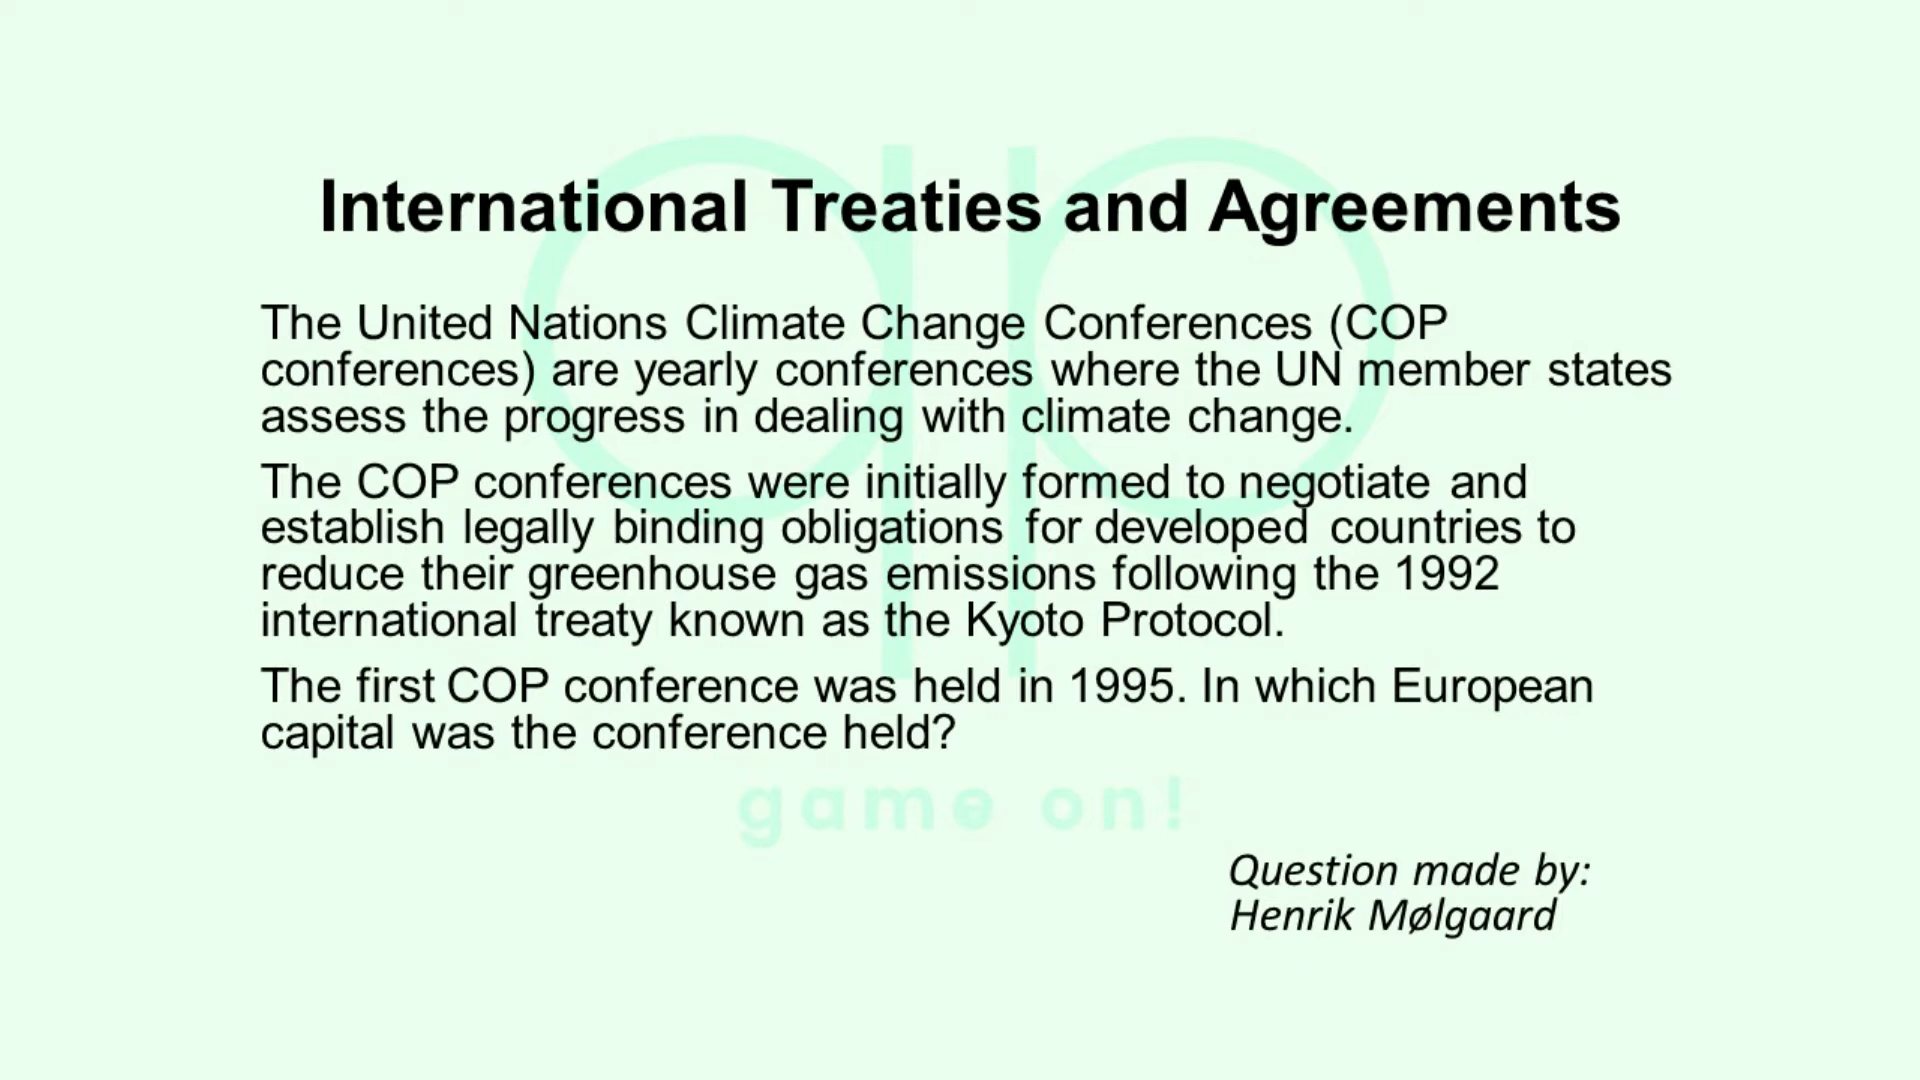 International Treaties and Agreements
The United Nations Climate Change Conferences (COP
conferences) are yearly conferences where the UN member states
assess the progress in dealing with climate change.
The COP conferences were initially formed to negotiate and
establish legally binding obligations for developed countries to
reduce their greenhouse gas emissions following the 1992
international treaty known as the Kyoto Protocol.
The first COP conference was held in 1995. In which European
capital was the conference held?
game on!
Question made by:
Henrik Mølgaard